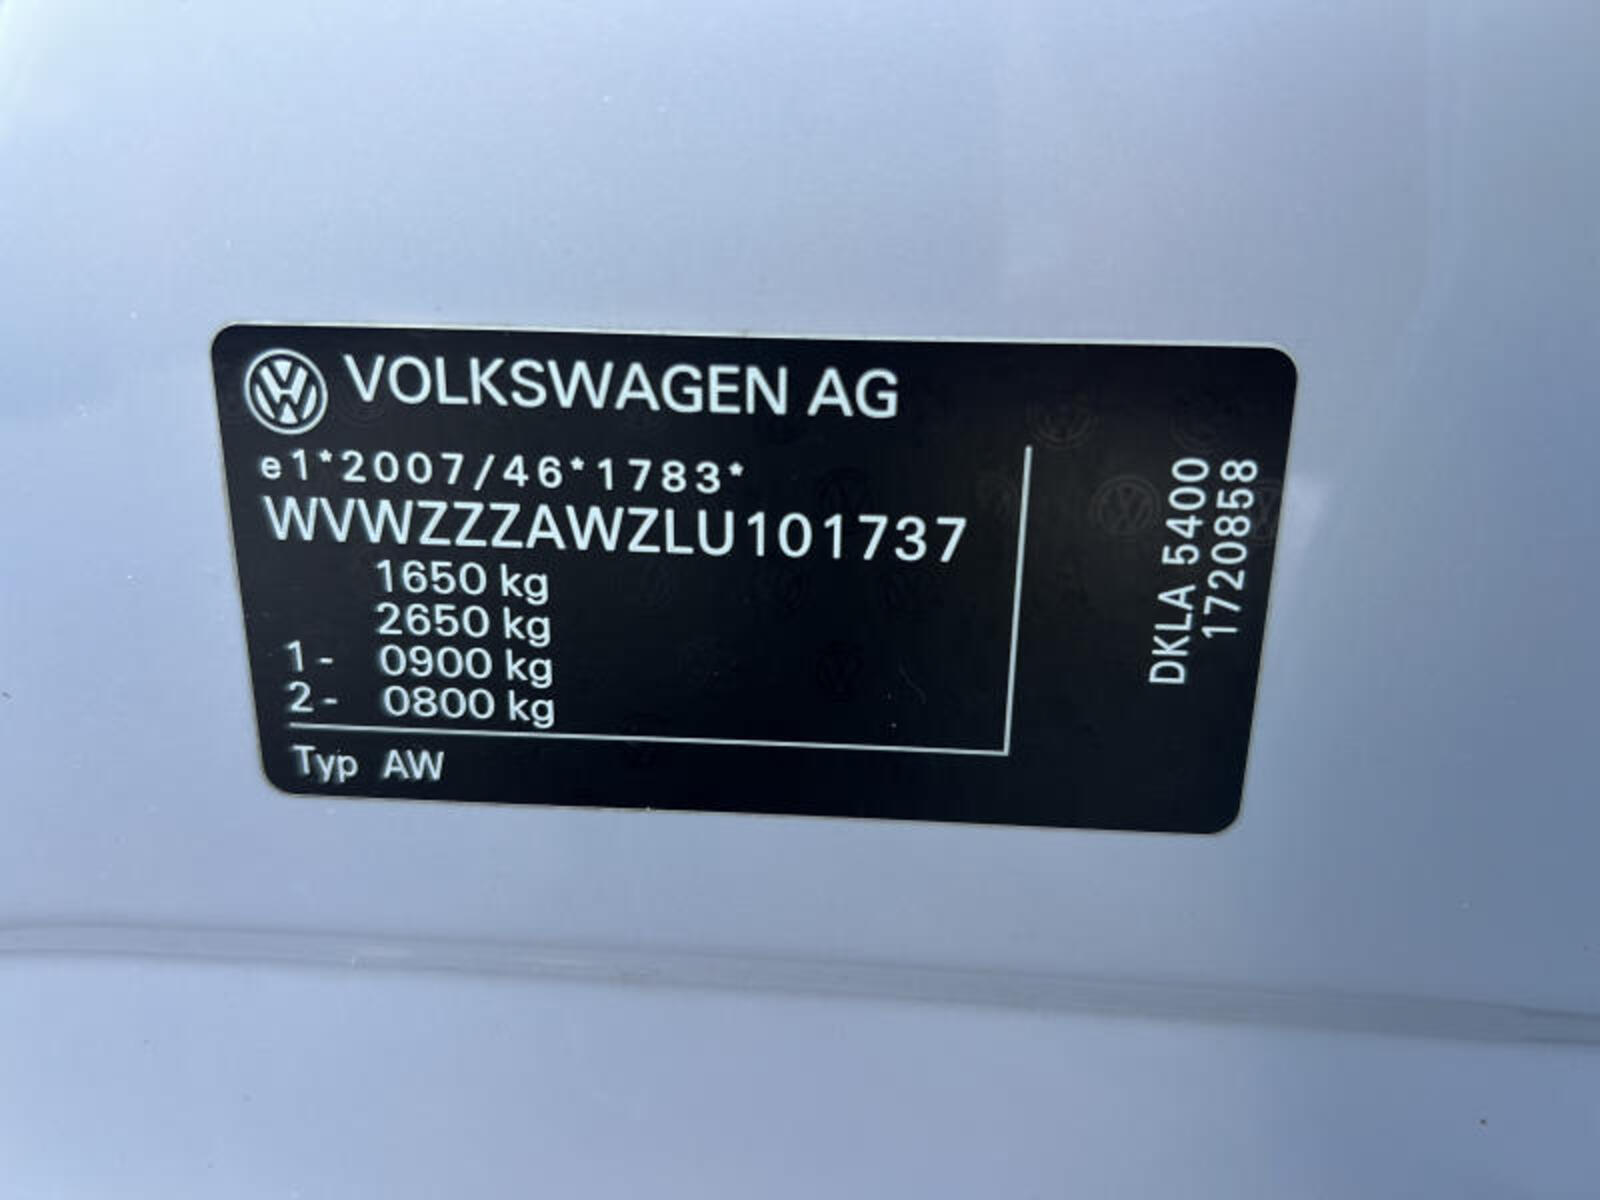 VOLKSWAGEN AG
e1*2007/46*1783*
WVWZZZAWZLU101737
1650 kg
2650 kg
1- 0900 kg
2- 0800 kg
Typ AW
DKLA 5400
1720858